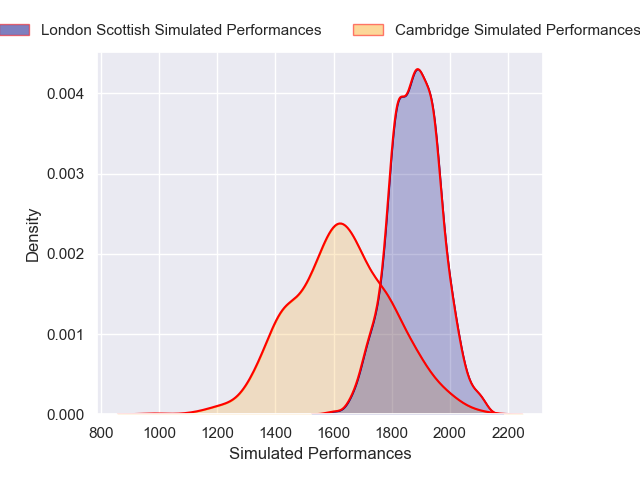 London Scottish Simulated Performances
Cambridge Simulated Performances
0.004
0.003
0.002
0.001
0.000
Density
800 1000 1200 1400 1600 1800 2000 2200
Simulated Performances